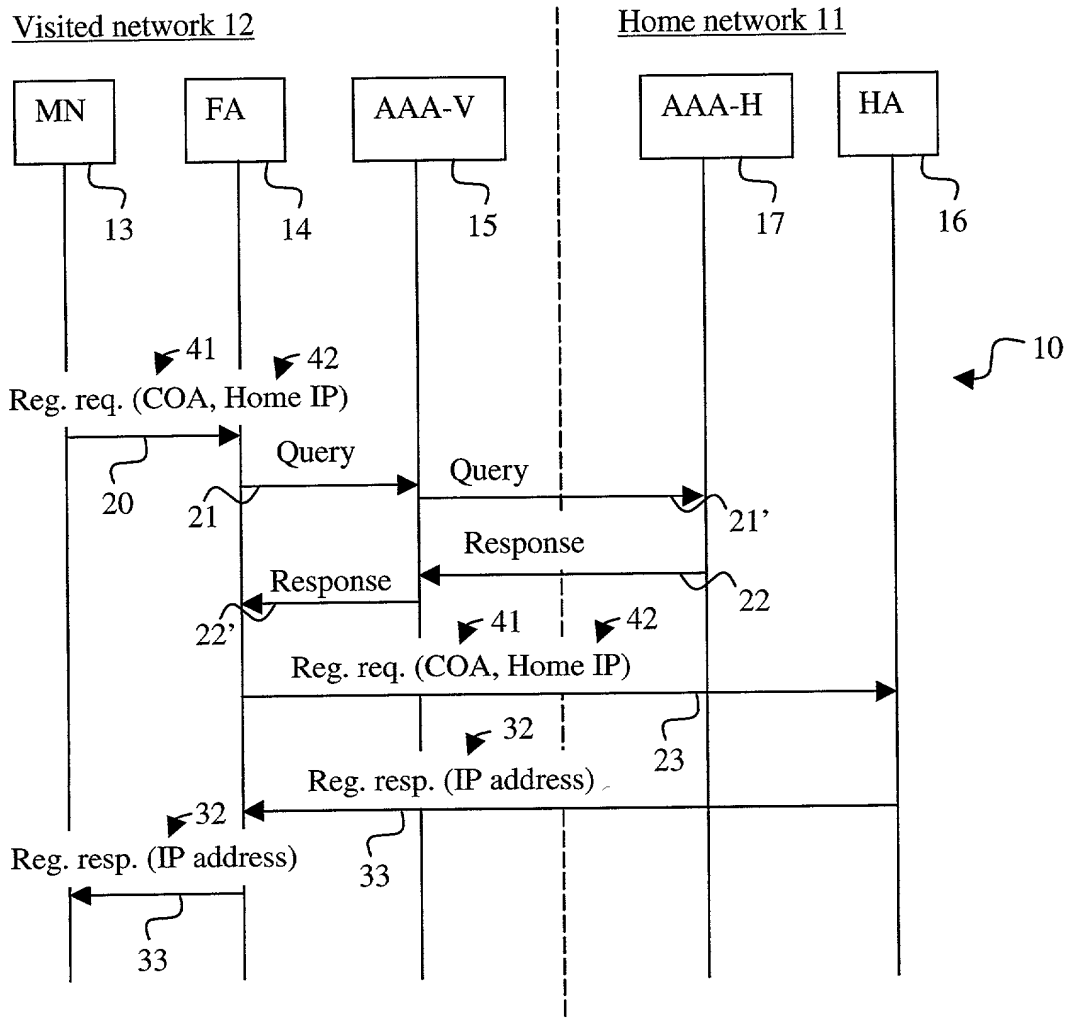 Visited network 12
Home network 11
MN
FA
AAA-V
AAA-H
HA
13
14
15
17
16
10
41
42
Reg. req. (COA, Home IP)
20
Query
21
Query
21’
Response
22
Response
22’
41
42
Reg. req. (COA, Home IP)
23
32
Reg. resp. (IP address)
33
32
Reg. resp. (IP address)
33